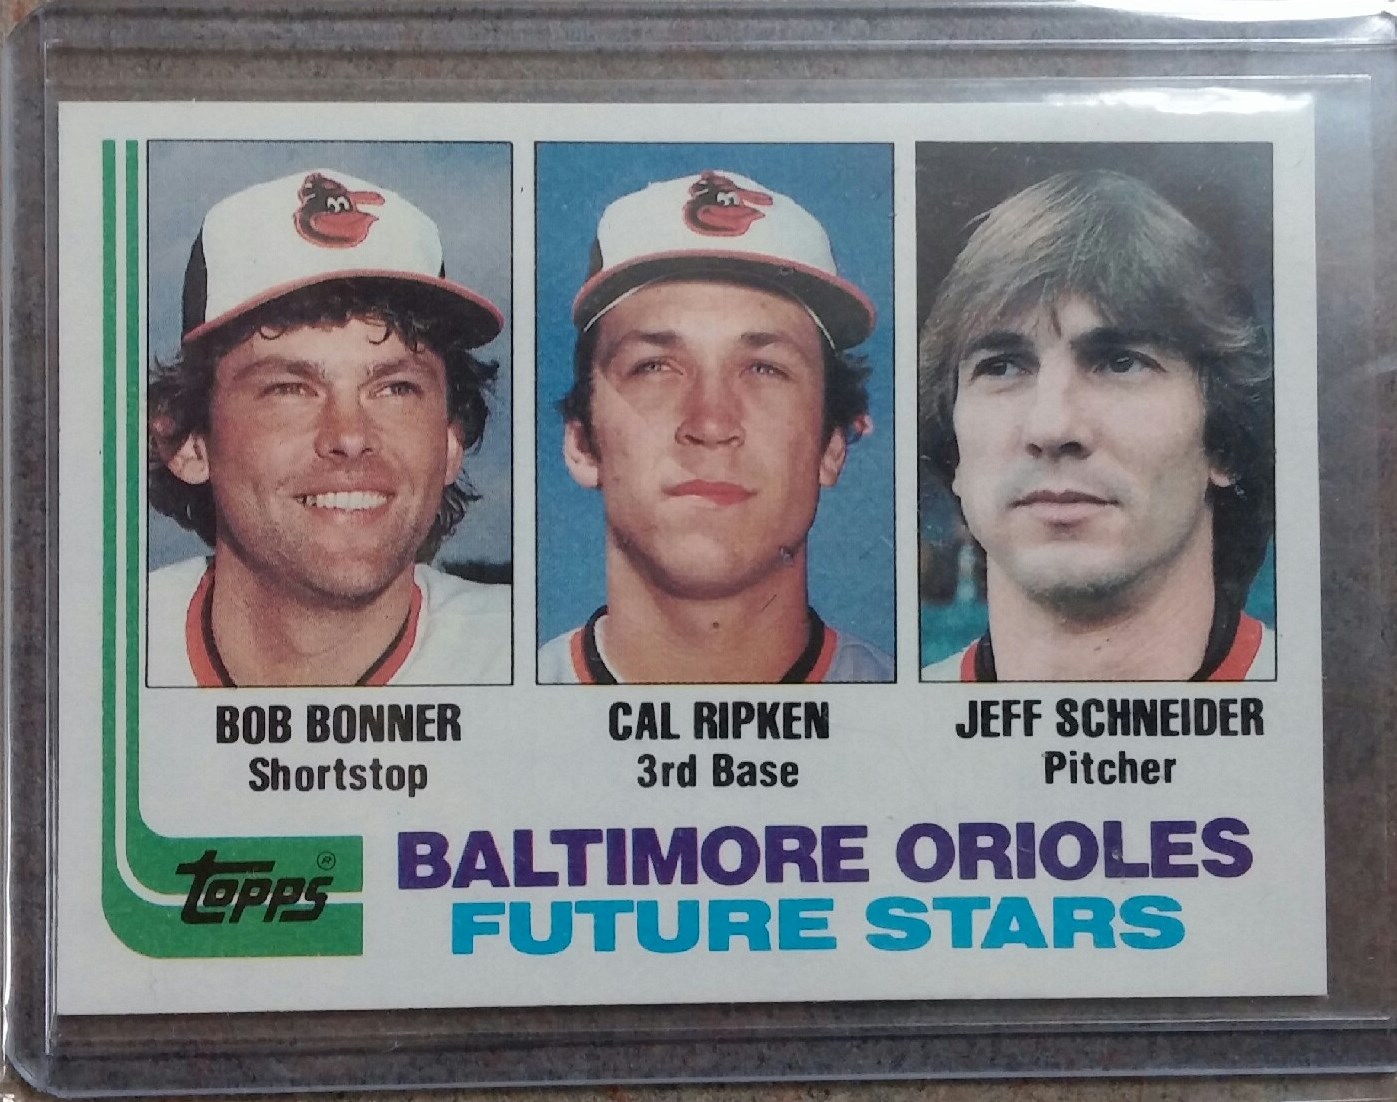 BOB BONNER
Shortstop
CAL RIPKEN
3rd Base
JEFF SCHNEIDER
Pitcher
topps®
BALTIMORE ORIOLES
FUTURE STARS